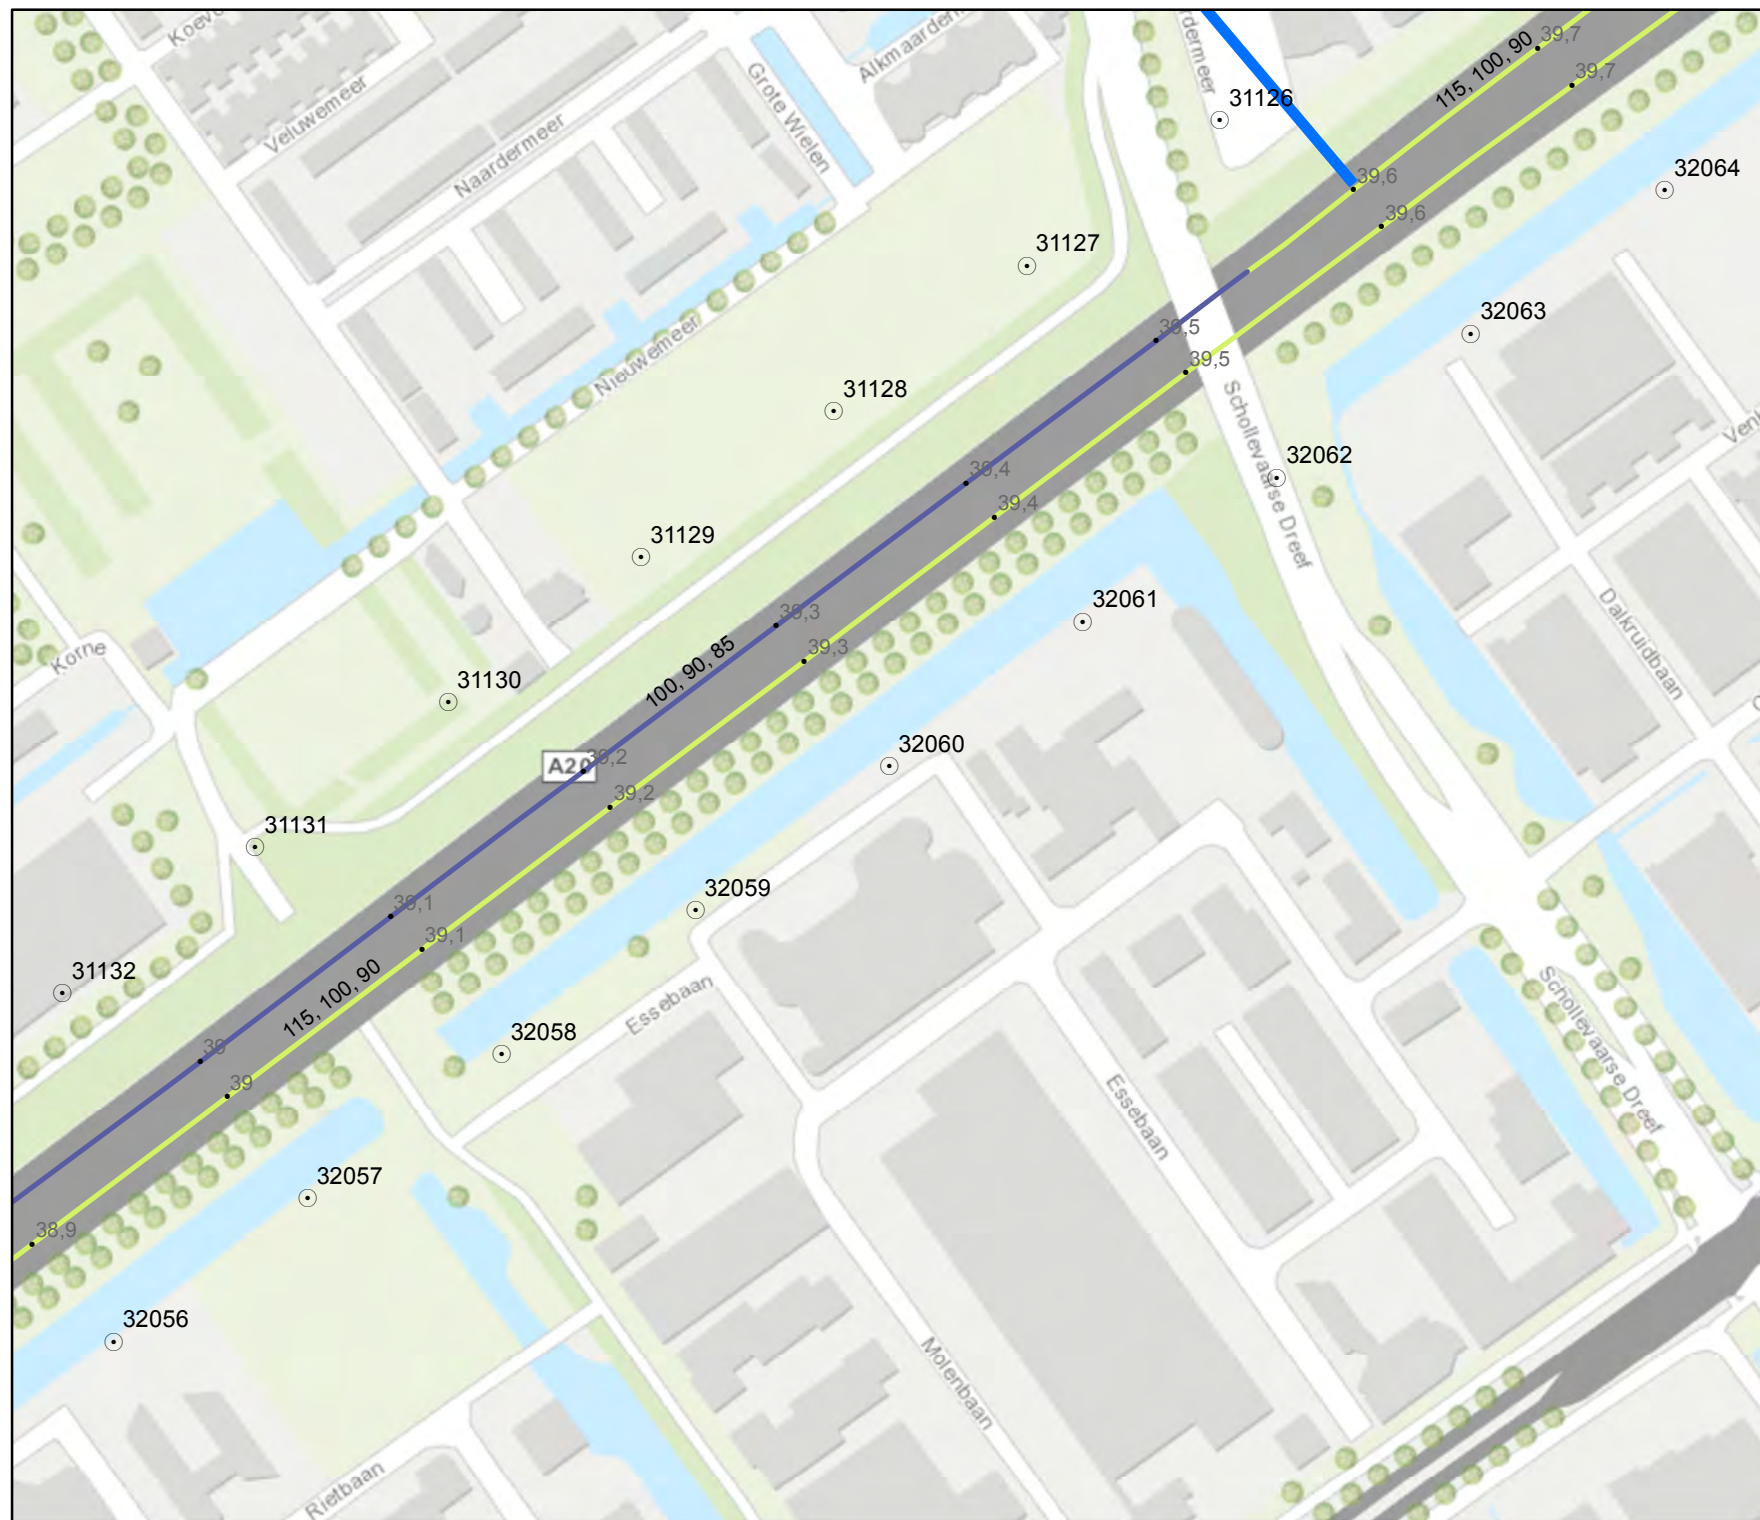 Koev
Veluwemeer
Naardermeer
Grote Wielen
Alkmaarderm
rdermeer
31126
115, 100, 90
39,7
39,7
39,6
39,6
32064
31127
32063
39,5
39,5
Nieuwemeer
31128
Schollevaarse Dreef
32062
Venk
39,4
39,4
31129
32061
Dalkruidbaan
39,3
39,3
100, 90, 85
Korne
31130
32060
A20
39,2
39,2
31131
32059
39,1
39,1
31132
115, 100, 90
Essebaan
Schollevaarse Dreef
32058
39
39
Essebaan
32057
38,9
32056
Molenbaan
Rietbaan